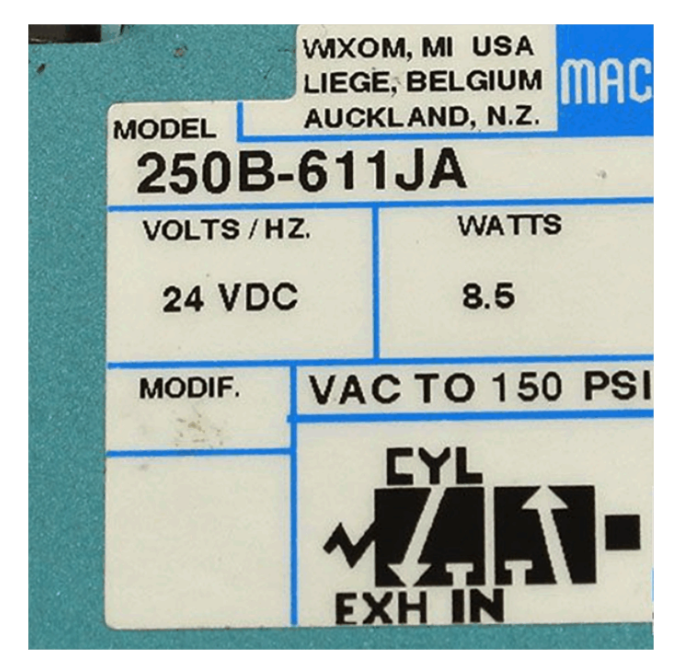 WIXOM, MI USA
LIEGE, BELGIUM
AUCKLAND, N.Z.
MAC
MODEL
250B-611JA
VOLTS / HZ.
WATTS
24 VDC
8.5
MODIF.
VAC TO 150 PSI
CYL
EXH IN